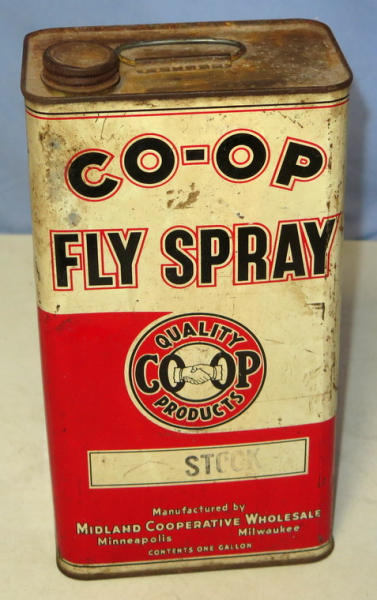 CO-OP
FLY SPRAY
QUALITY
CO OP
PRODUCTS
STOCK
Manufactured by
MIDLAND COOPERATIVE WHOLESALE
Minneapolis Milwaukee
CONTENTS ONE GALLON